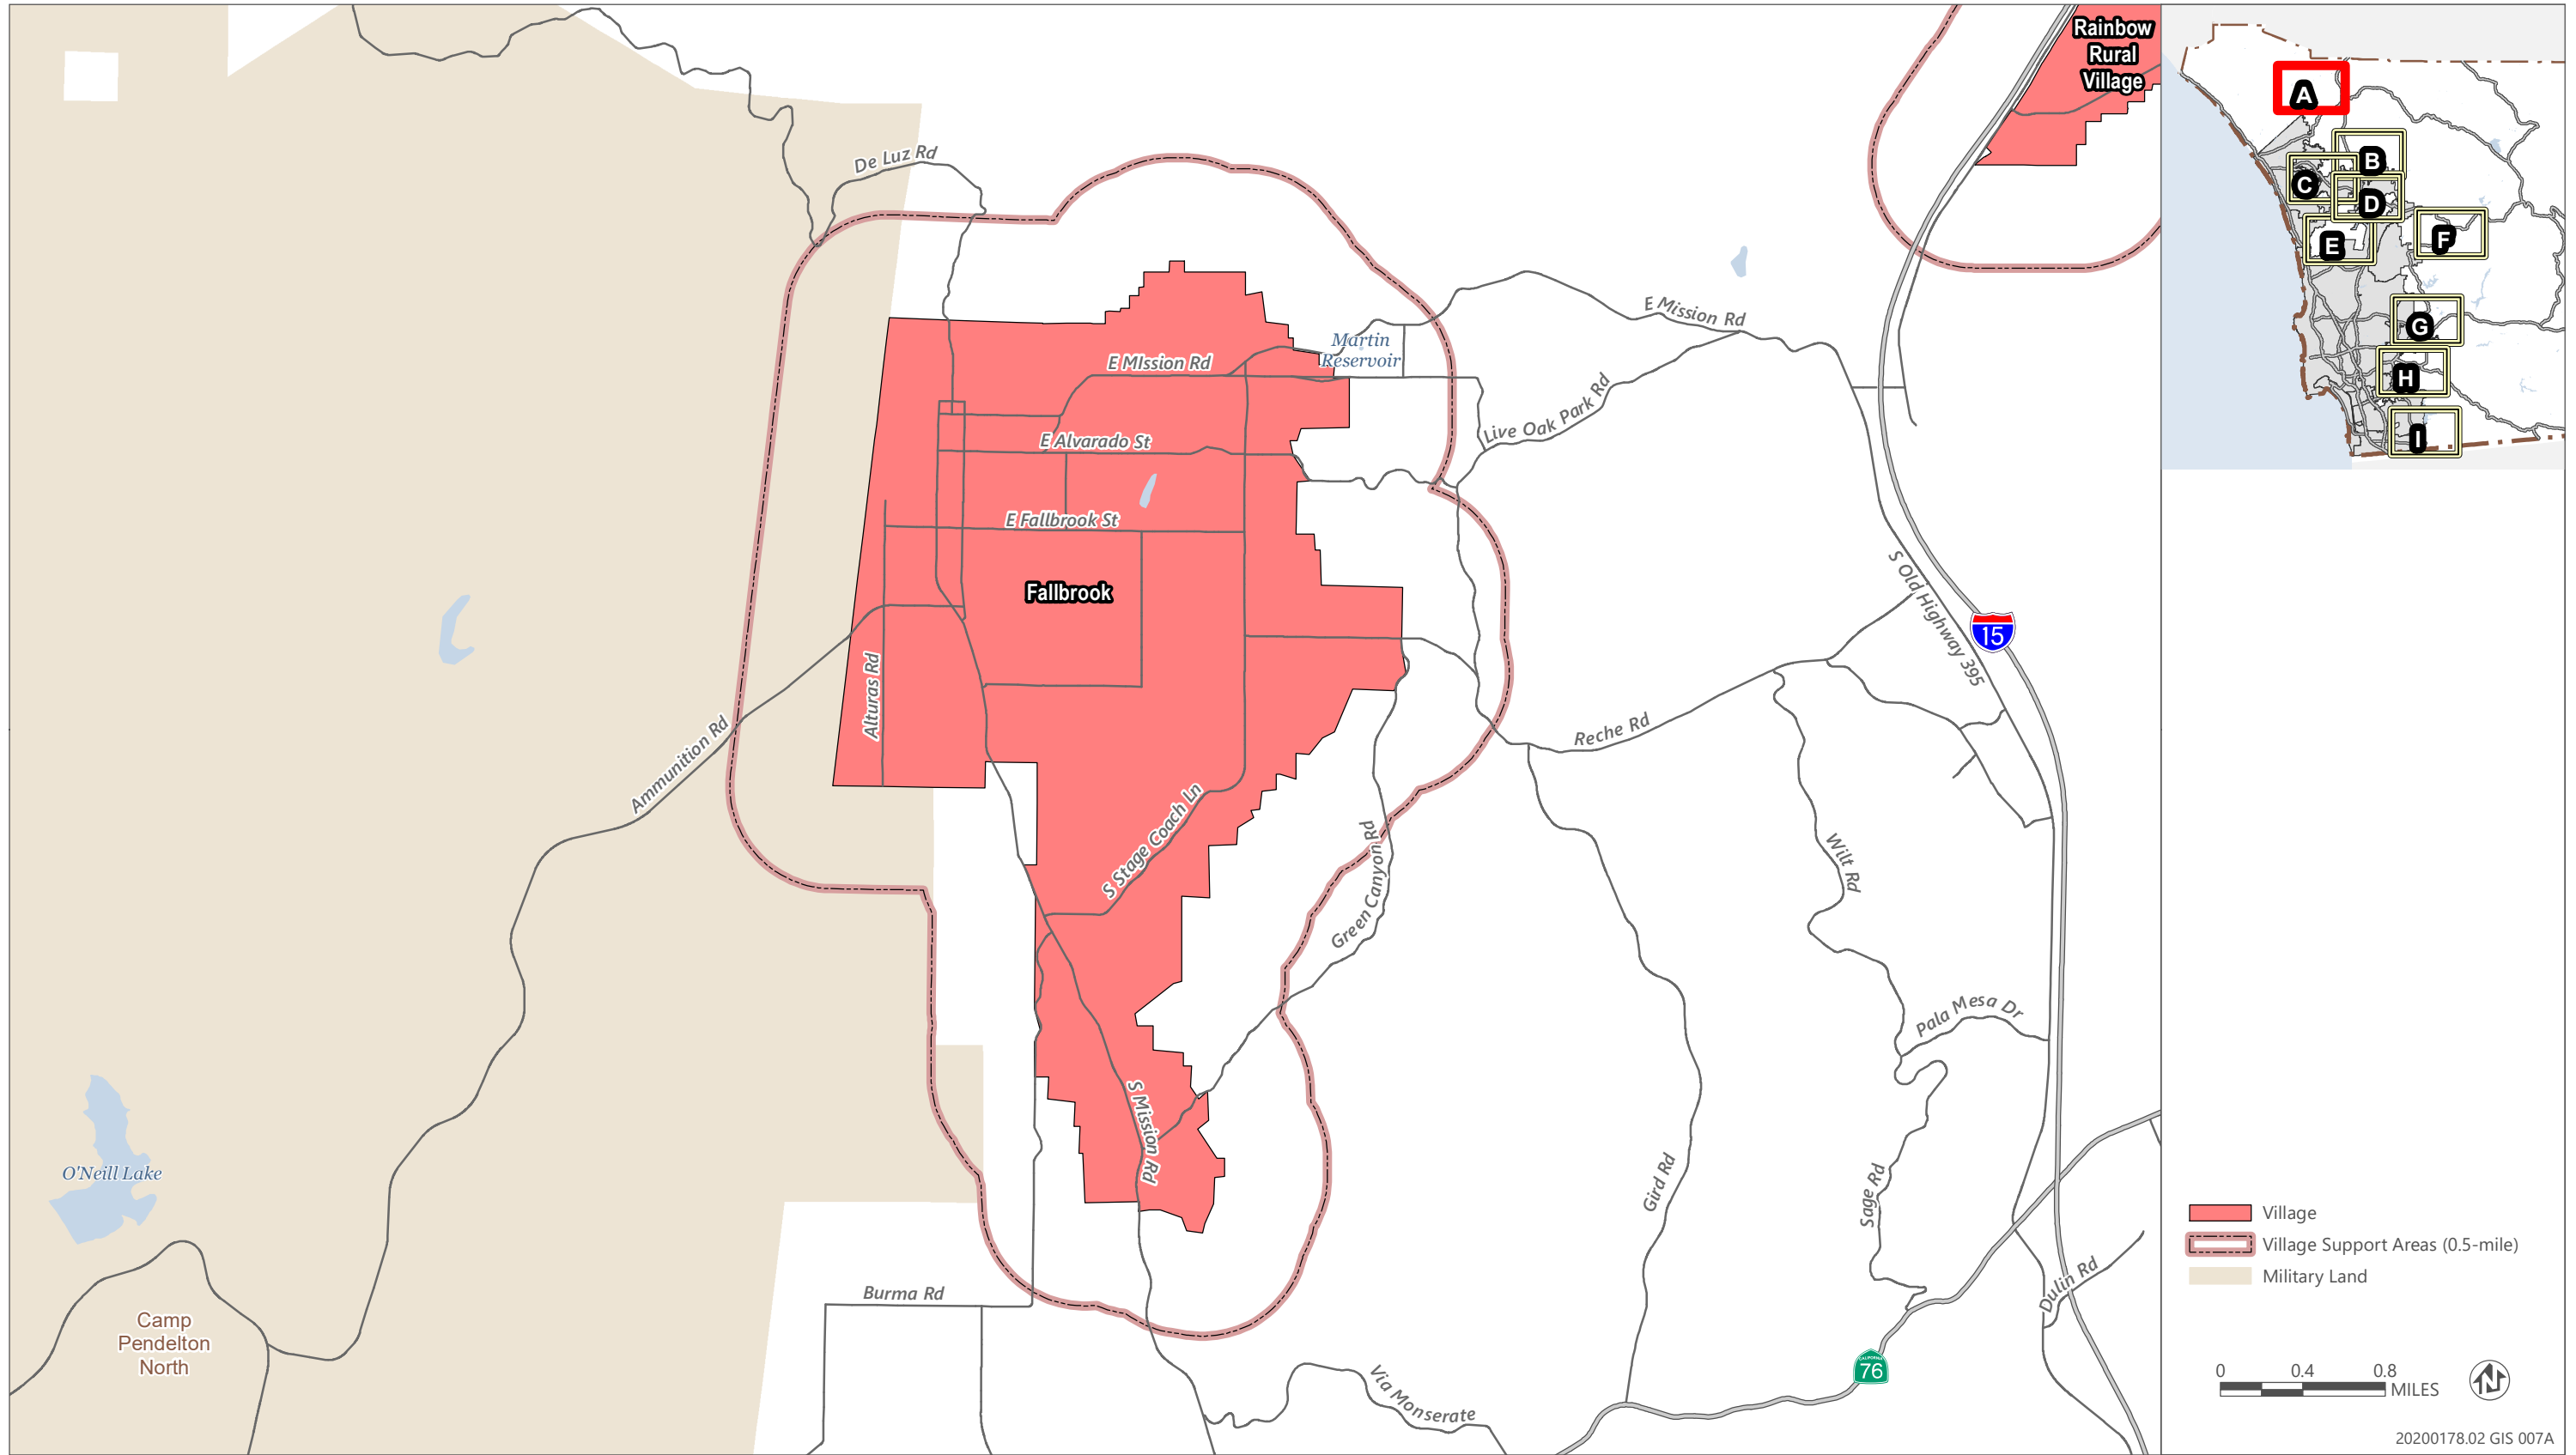 Rainbow
Rural
Village
A
B
C
D
E
F
G
H
I
De Luz Rd
E Mission Rd
Martin
Reservoir
E MIssion Rd
Live Oak Park Rd
E Alvarado St
E Fallbrook St
Fallbrook
S Old Highway 395
15
Alturas Rd
Ammunition Rd
Reche Rd
S Stage Coach Ln
Green Canyon Rd
Wilt Rd
Pala Mesa Dr
S Mission Rd
O'Neill Lake
Gird Rd
Sage Rd
Dulin Rd
Burma Rd
Camp
Pendelton
North
Via Monserate
CALIFORNIA
76
Village
Village Support Areas (0.5-mile)
Military Land
0 0.4 0.8
MILES
N
20200178.02 GIS 007A